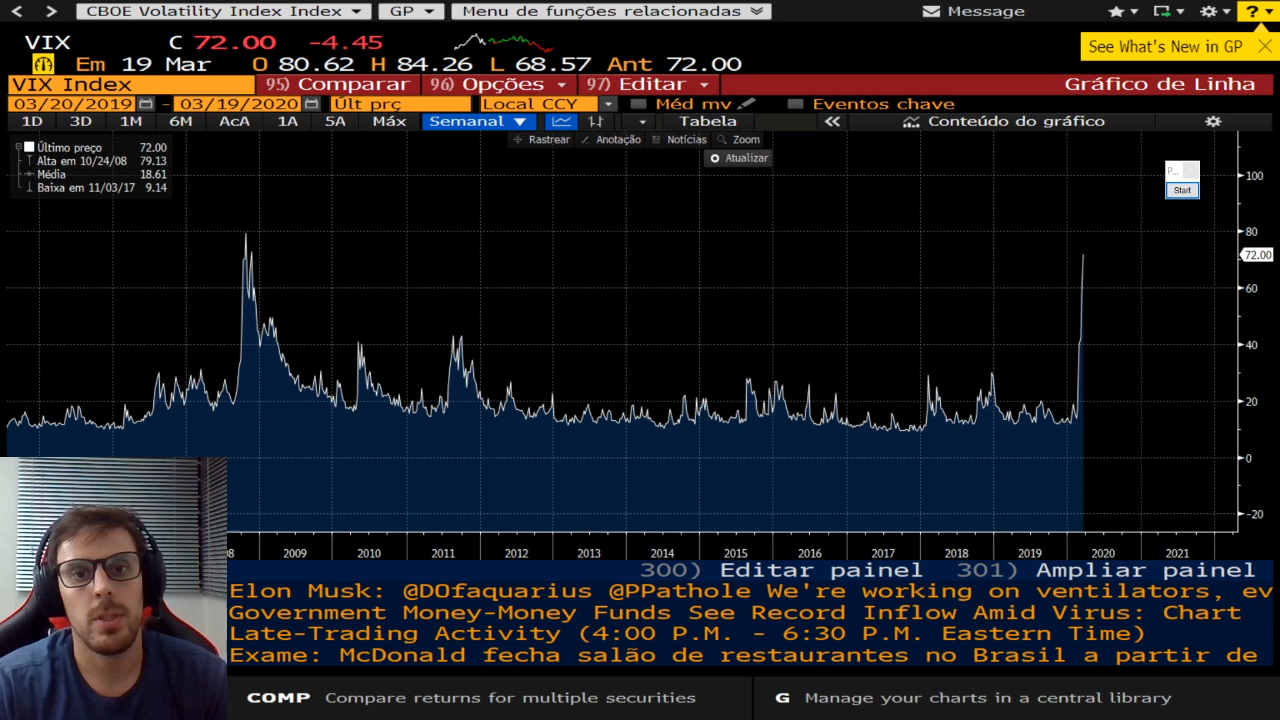 CBOE Volatility Index Index GP Menu de funções relacionadas Message ?
VIX C 72.00 -4.45
See What's New in GP
Em 19 Mar O 80.62 H 84.26 L 68.57 Ant 72.00
VIX Index 95) Comparar 96) Opções 97) Editar Gráfico de Linha
03/20/2019 - 03/19/2020 Últ prç Local CCY Méd mv Eventos chave
1D 3D 1M 6M AcA 1A 5A Máx Semanal Tabela Conteúdo do gráfico
Rastrear Anotação Notícias Zoom
Atualizar
Último preço 72.00
Alta em 10/24/08 79.13
Média 18.61
Baixa em 11/03/17 9.14
P...
Start
100
80
72.00
60
40
20
0
-20
08 2009 2010 2011 2012 2013 2014 2015 2016 2017 2018 2019 2020 2021
300) Editar painel 301) Ampliar painel
Elon Musk: @DOfaquarius @PPathole We're working on ventilators, ev
Government Money-Money Funds See Record Inflow Amid Virus: Chart
Late-Trading Activity (4:00 P.M. - 6:30 P.M. Eastern Time)
Exame: McDonald fecha salão de restaurantes no Brasil a partir de
COMP Compare returns for multiple securities G Manage your charts in a central library